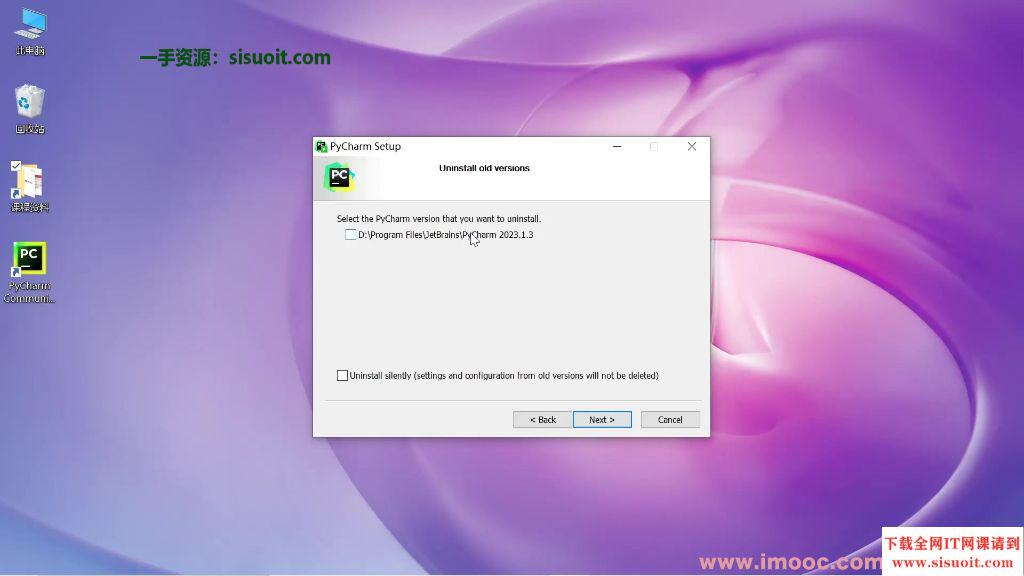 此电脑
一手资源：sisuoit.com
回收站
课程资料
PC
PyCharm
Communi...
PyCharm Setup
PC
Uninstall old versions
Select the PyCharm version that you want to uninstall.
D:\Program Files\JetBrains\PyCharm 2023.1.3
Uninstall silently (settings and configuration from old versions will not be deleted)
< Back
Next >
Cancel
www.imooc.com
下载全网IT网课请到
www.sisuoit.com